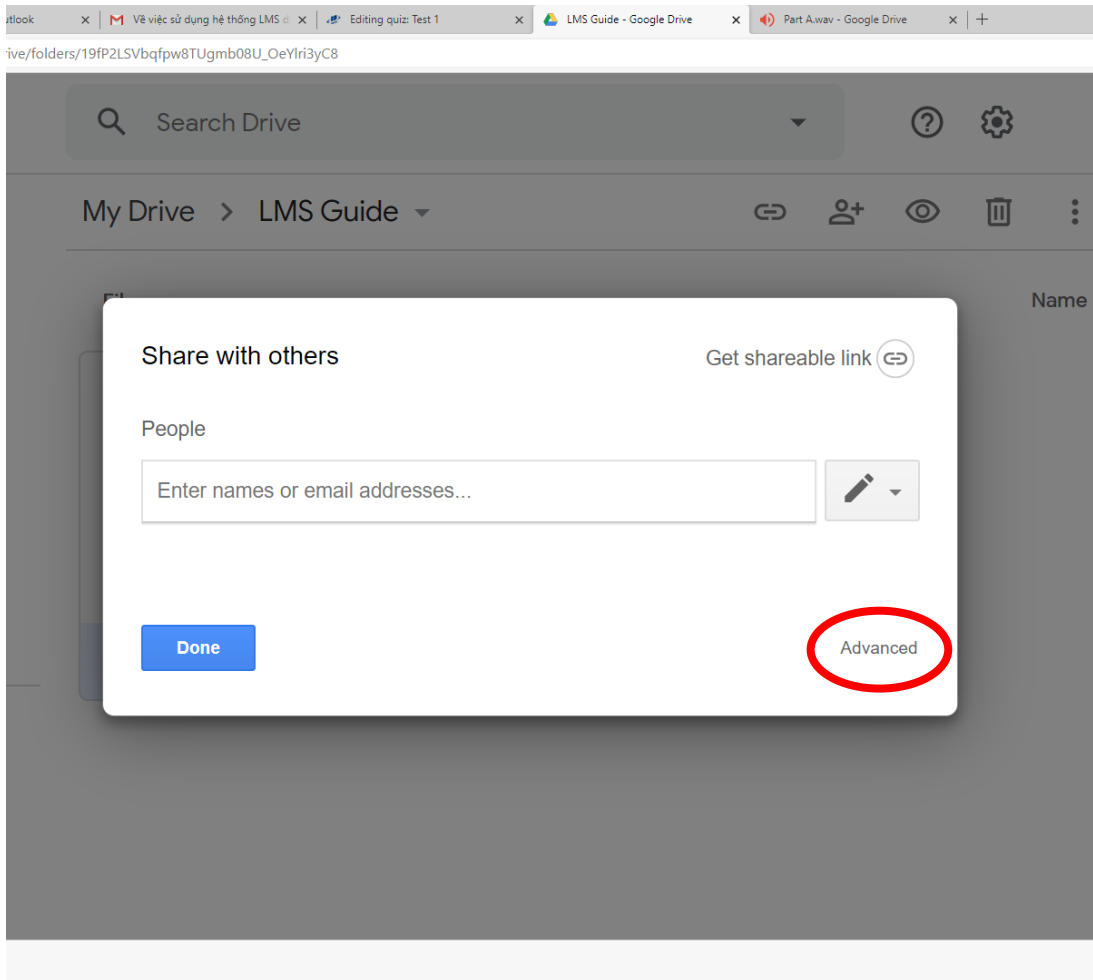 utlook
Về việc sử dụng hệ thống LMS d
Editing quiz: Test 1
LMS Guide - Google Drive
Part A.wav - Google Drive
rive/folders/19fP2LSVbqfpw8TUgmb08U_OeYlri3yC8
Search Drive
My Drive > LMS Guide
Name
Share with others
Get shareable link
People
Enter names or email addresses...
Done
Advanced